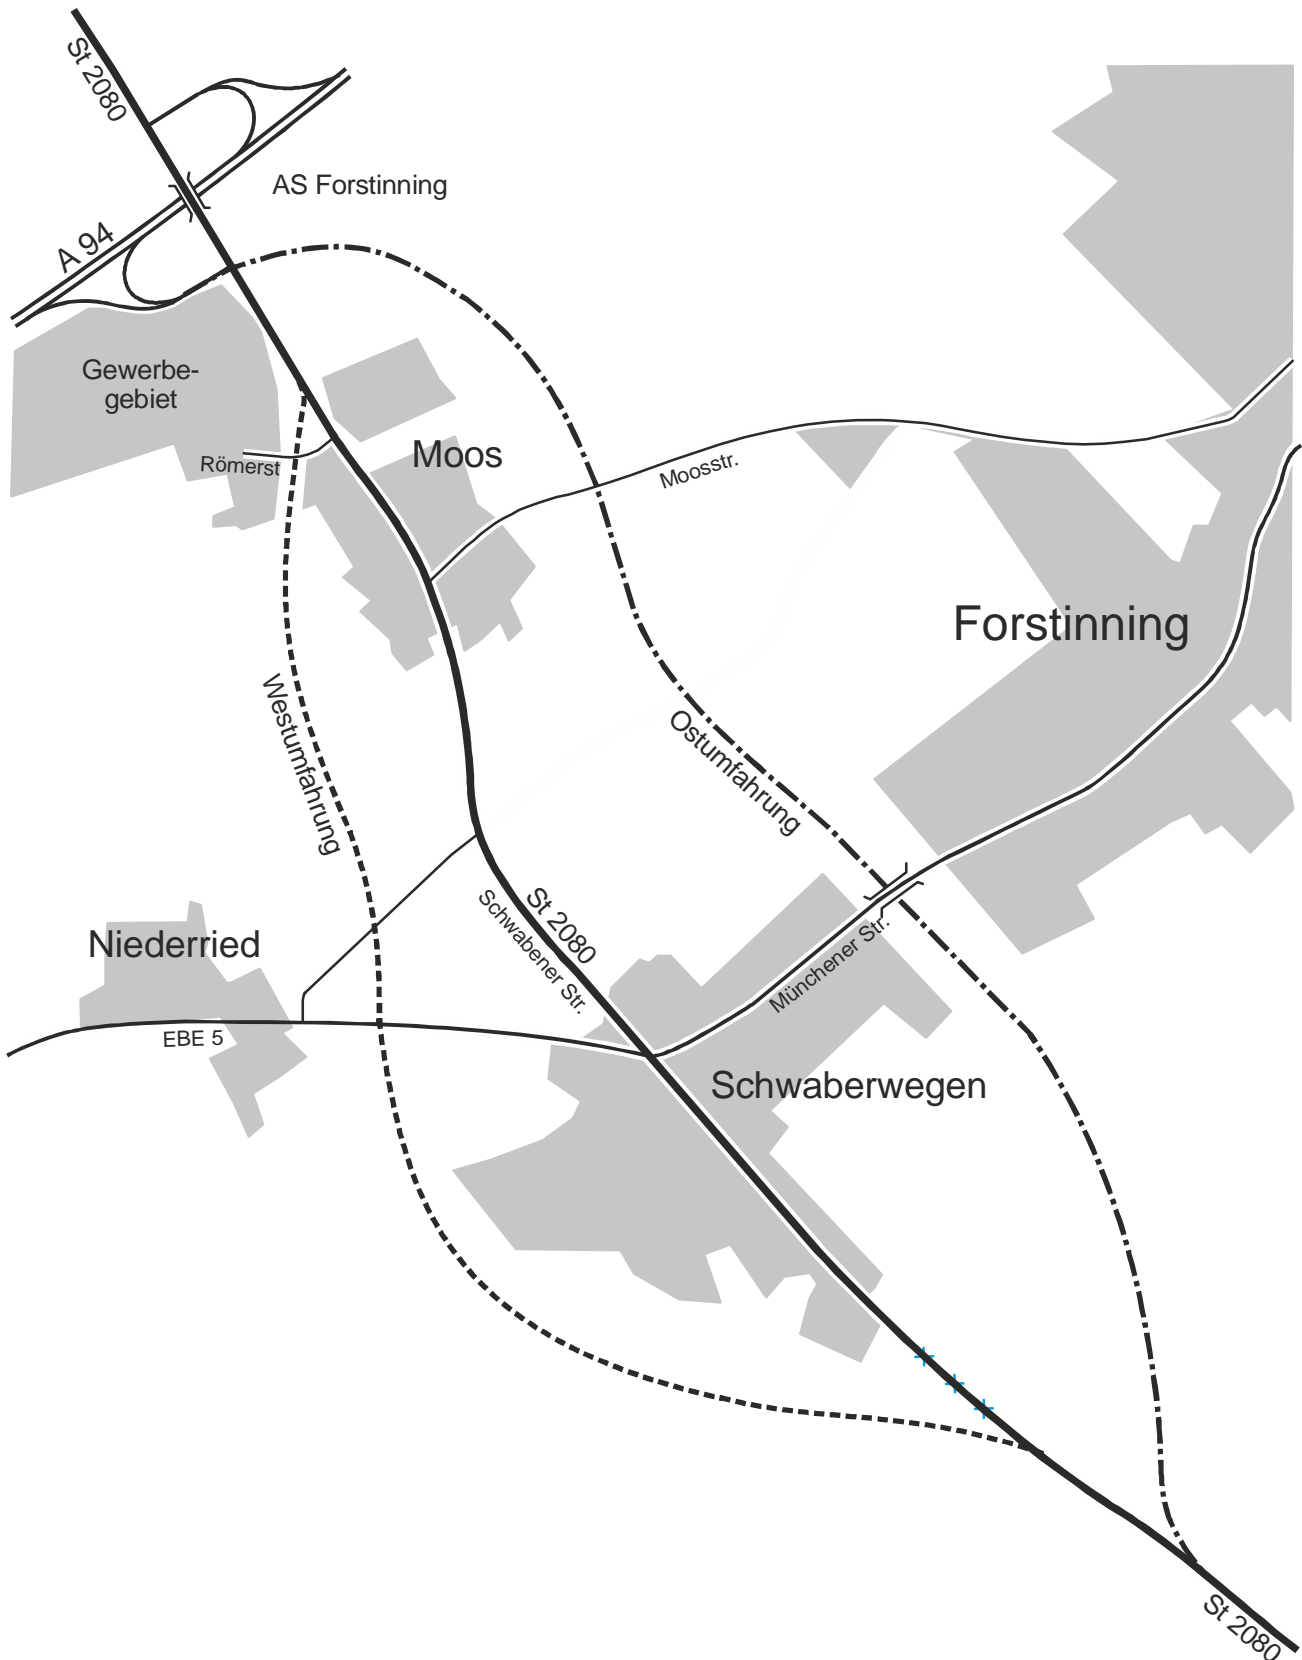 St 2080
AS Forstinning
A 94
Gewerbe-
gebiet
Moos
Römerst
Moosstr.
Forstinning
Westumfahrung
Ostumfahrung
St 2080
Schwabener Str.
Münchener Str.
Niederried
EBE 5
Schwaberwegen
St 2080